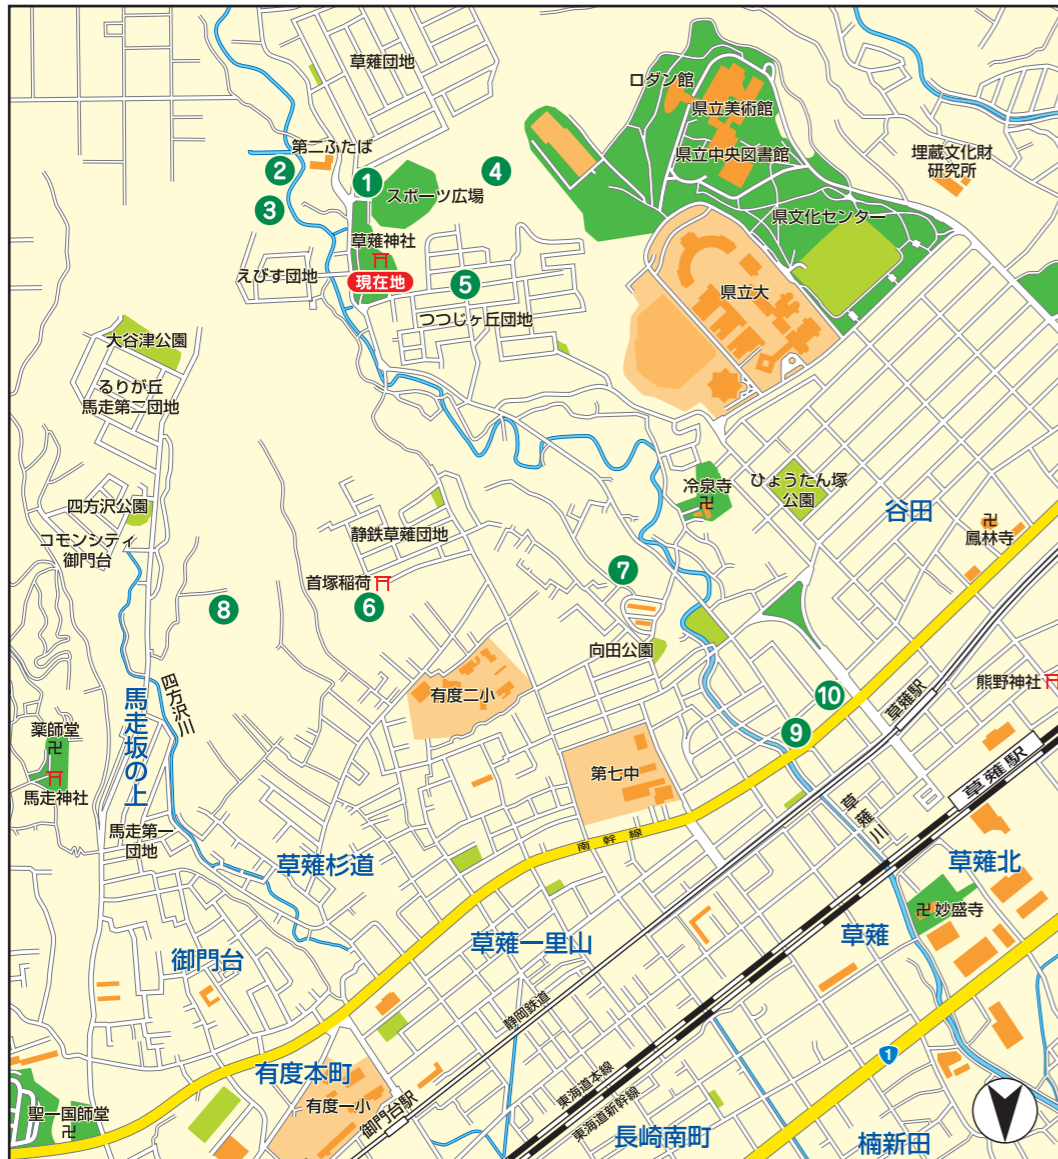 草薙団地
ロダン館
県立美術館
県立中央図書館
埋蔵文化財
研究所
第二ふたば
2
1
4
スポーツ広場
3
県文化センター
草薙神社
現在地
えびす団地
5
県立大
つつじヶ丘団地
大谷津公園
るりが丘
馬走第二団地
冷泉寺
ひょうたん塚
公園
四方沢公園
谷田
コモンシティ
御門台
静鉄草薙団地
鳳林寺
首塚稲荷
7
6
8
向田公園
四方沢川
有度二小
10
草薙駅
熊野神社
馬走坂の上
薬師堂
9
馬走神社
第七中
草薙駅
草薙川
馬走第一
団地
南幹線
草薙杉道
草薙北
妙盛寺
草薙一里山
草薙
御門台
静岡鉄道
1
有度本町
東海道本線
有度一小
御門台駅
東海道新幹線
聖一国師堂
長崎南町
楠新田